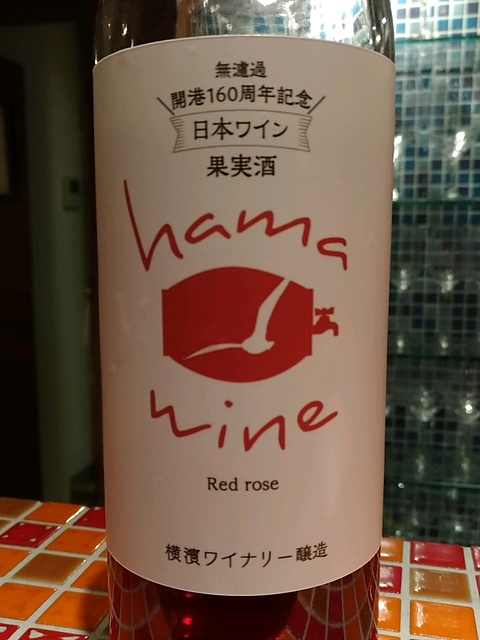 無濾過
開港160周年記念
日本ワイン
果実酒
hama
wine
Red rose
横濱ワイナリー醸造